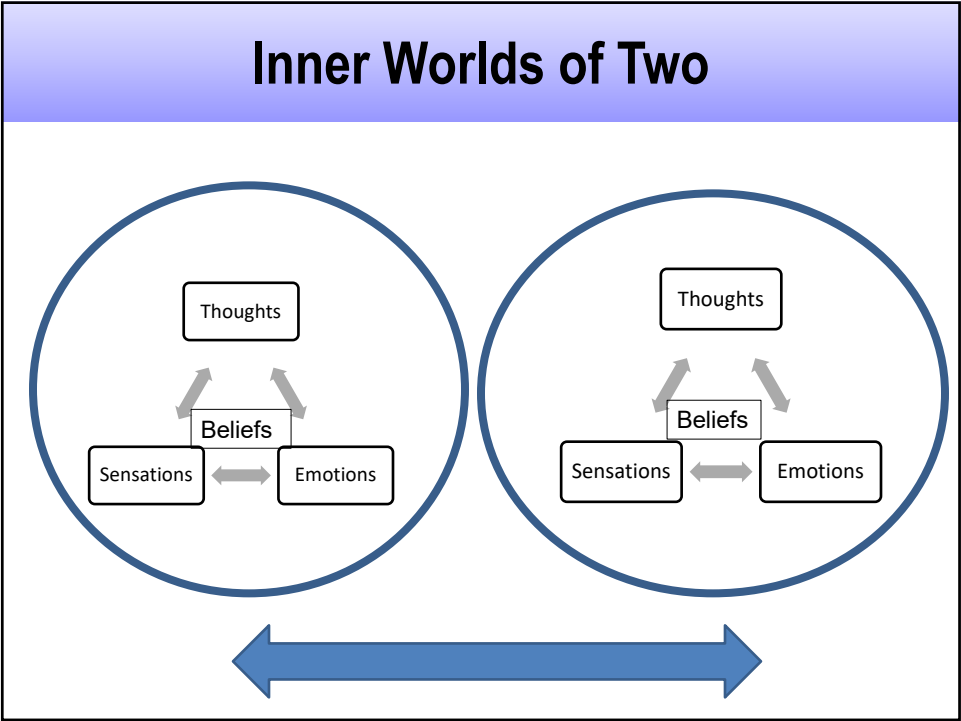 Inner Worlds of Two
Thoughts
Beliefs
Sensations
Emotions
Thoughts
Beliefs
Sensations
Emotions